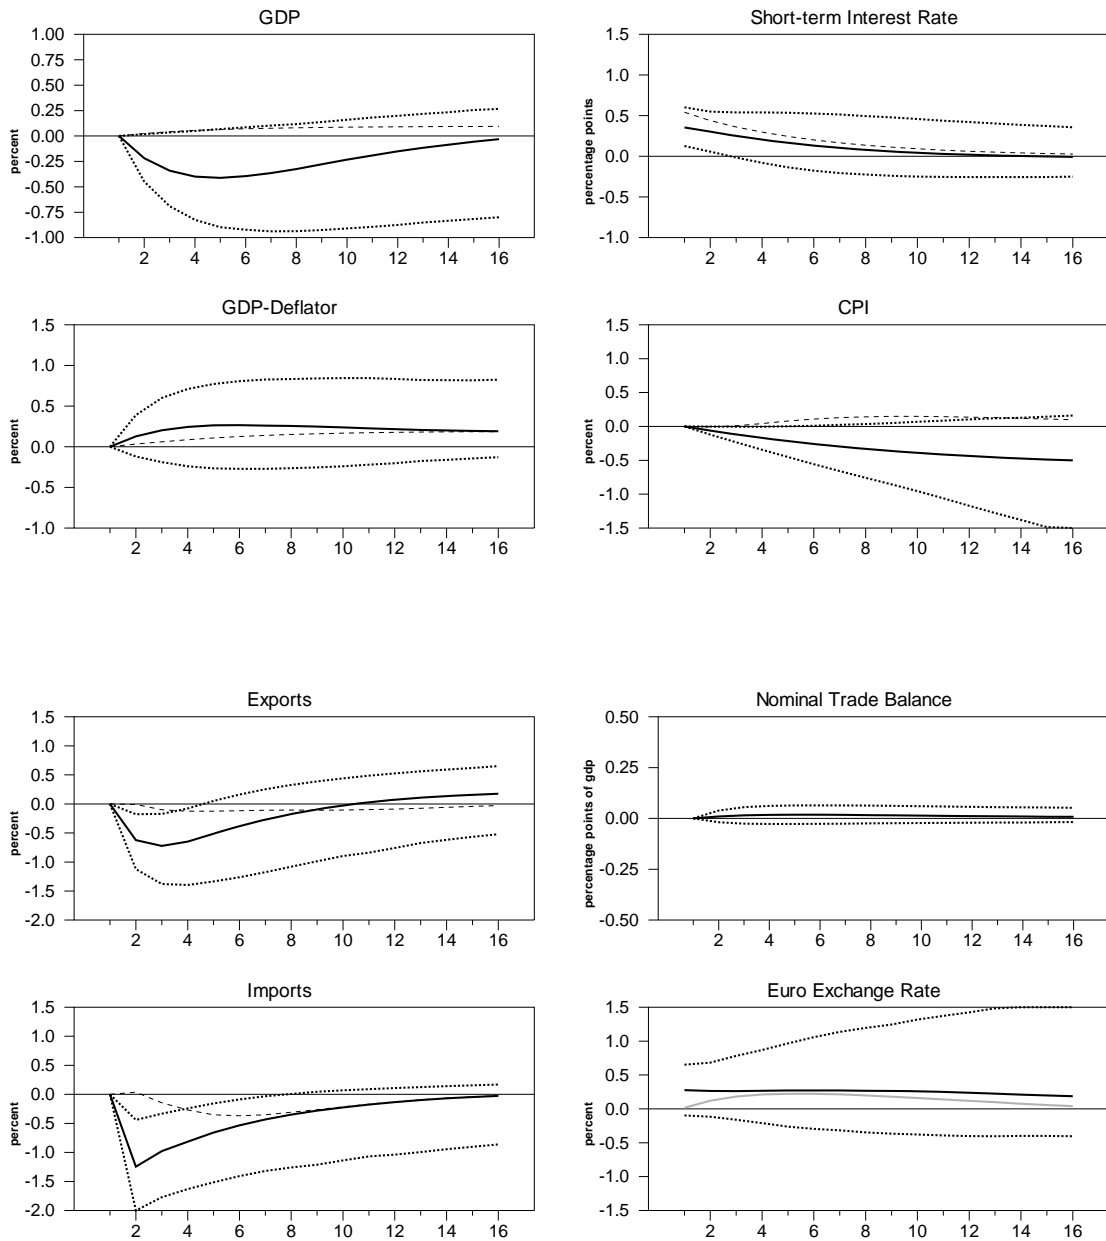 GDP
percent
1.00
0.75
0.50
0.25
0.00
-0.25
-0.50
-0.75
-1.00
2 4 6 8 10 12 14 16
Short-term Interest Rate
percentage points
1.5
1.0
0.5
0.0
-0.5
-1.0
2 4 6 8 10 12 14 16
GDP-Deflator
percent
1.5
1.0
0.5
0.0
-0.5
-1.0
2 4 6 8 10 12 14 16
CPI
percent
1.5
1.0
0.5
0.0
-0.5
-1.0
-1.5
2 4 6 8 10 12 14 16
Exports
percent
1.5
1.0
0.5
0.0
-0.5
-1.0
-1.5
-2.0
2 4 6 8 10 12 14 16
Nominal Trade Balance
percentage points of gdp
0.50
0.25
0.00
-0.25
-0.50
2 4 6 8 10 12 14 16
Imports
percent
1.5
1.0
0.5
0.0
-0.5
-1.0
-1.5
-2.0
2 4 6 8 10 12 14 16
Euro Exchange Rate
percent
1.5
1.0
0.5
0.0
-0.5
-1.0
-1.5
2 4 6 8 10 12 14 16